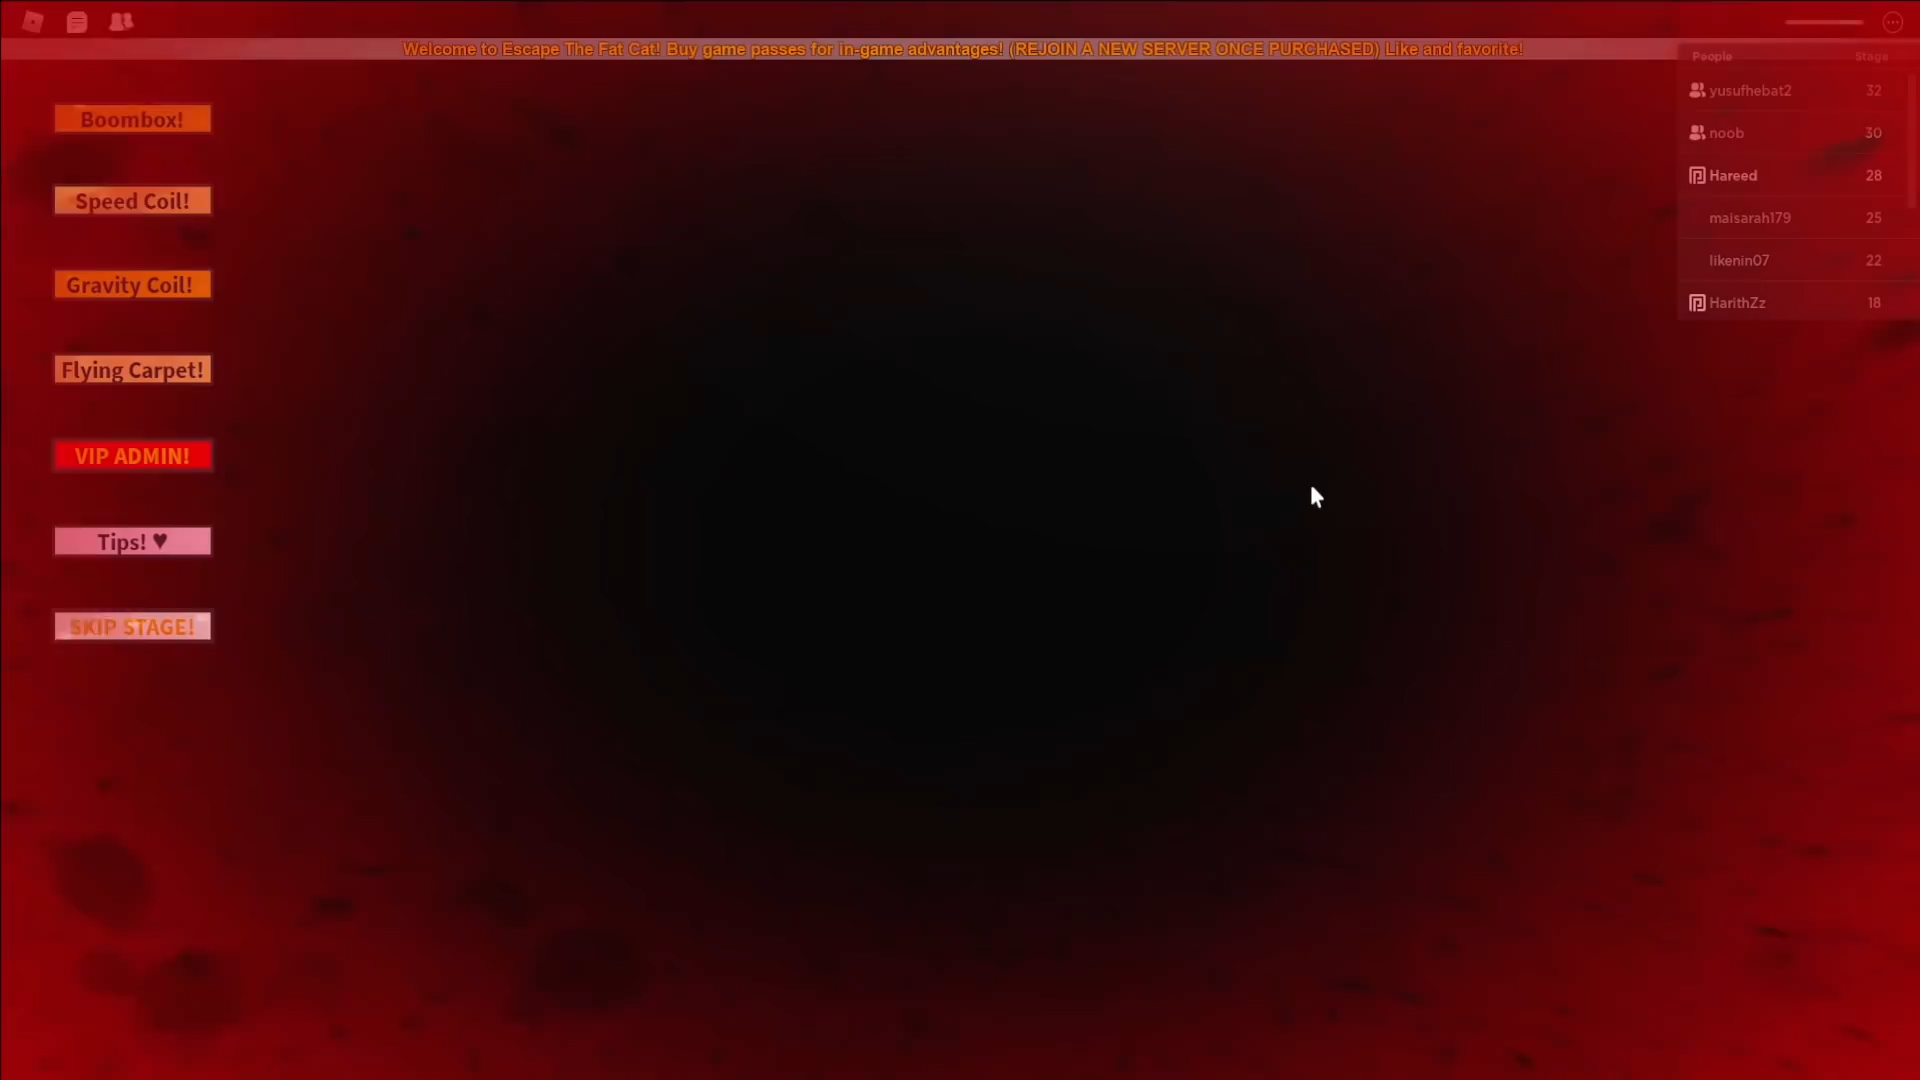 Welcome to Escape The Fat Cat! Buy game passes for in-game advantages! (REJOIN A NEW SERVER ONCE PURCHASED) Like and favorite!
People Stage
yusufhebat2 32
noob 30
Hareed 28
maisarah179 25
likenin07 22
HarithZz 18
Boombox!
Speed Coil!
Gravity Coil!
Flying Carpet!
VIP ADMIN!
Tips! ♥
SKIP STAGE!